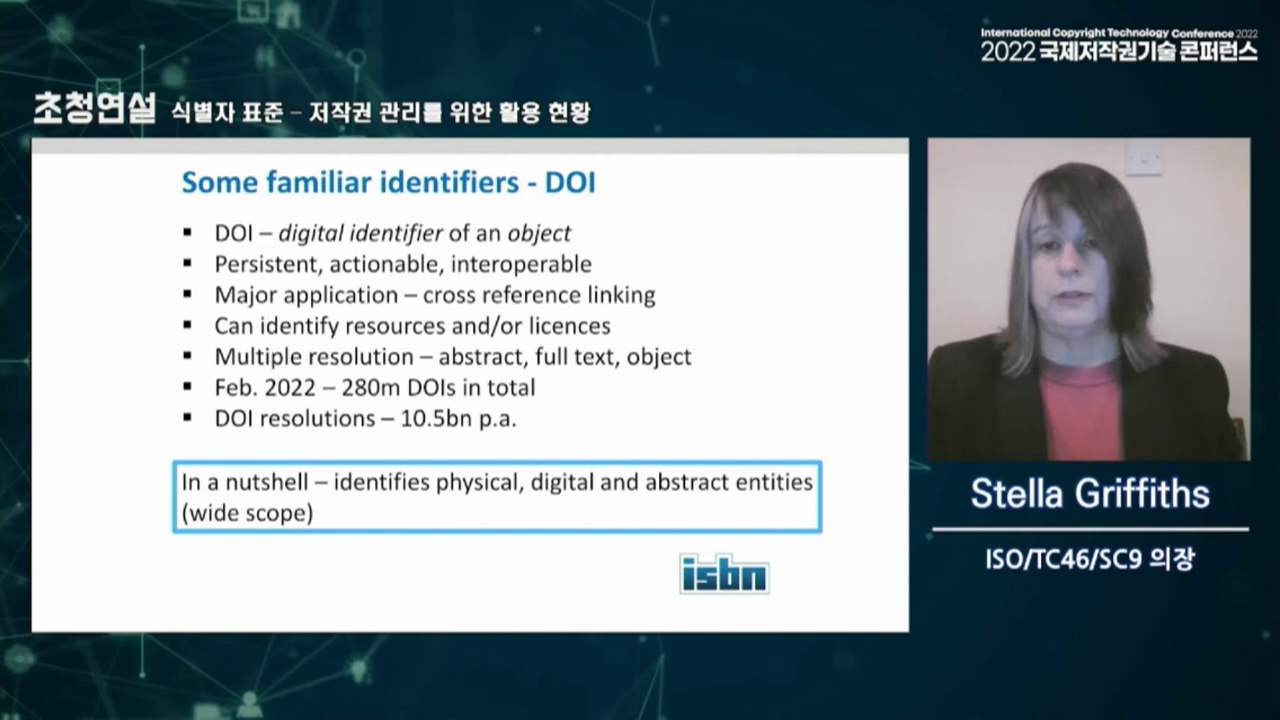 International Copyright Technology Conference 2022
2022 국제저작권기술 콘퍼런스
초청연설 식별자 표준 – 저작권 관리를 위한 활용 현황
Some familiar identifiers - DOI
▪ DOI – digital identifier of an object
▪ Persistent, actionable, interoperable
▪ Major application – cross reference linking
▪ Can identify resources and/or licences
▪ Multiple resolution – abstract, full text, object
▪ Feb. 2022 – 280m DOIs in total
▪ DOI resolutions – 10.5bn p.a.
In a nutshell – identifies physical, digital and abstract entities
(wide scope)
isbn
Stella Griffiths
ISO/TC46/SC9 의장